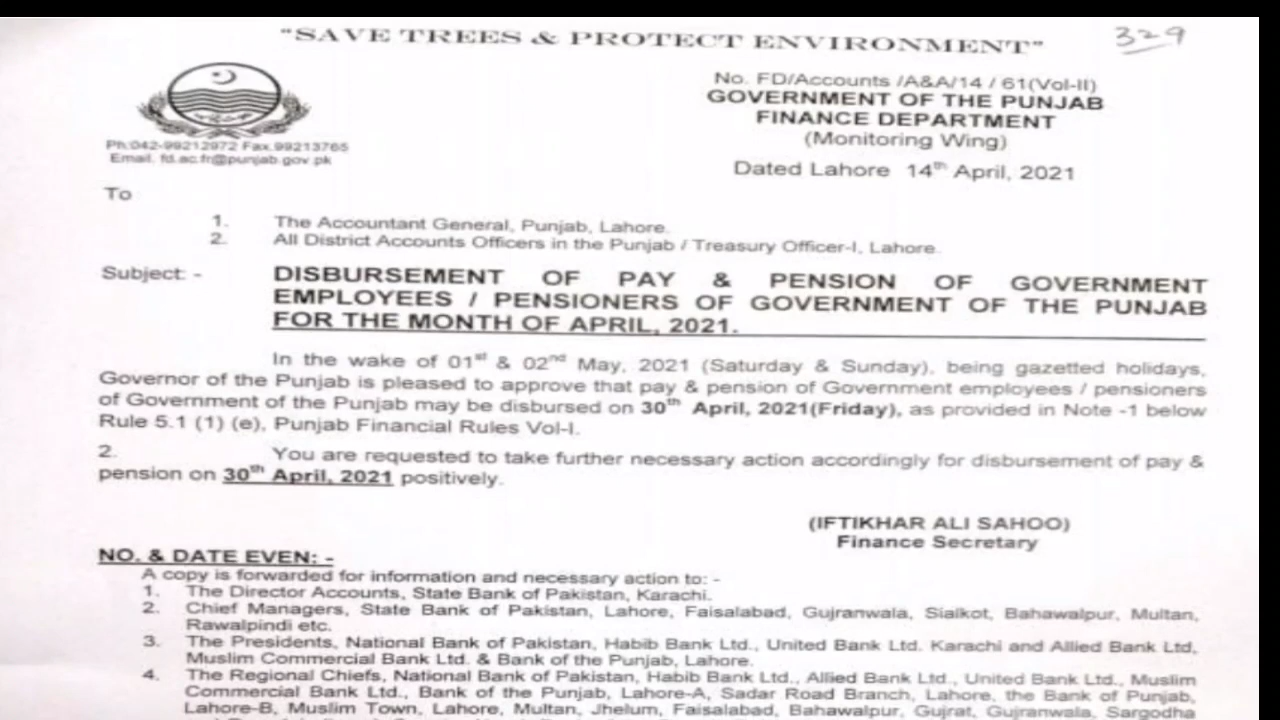 "SAVE TREES & PROTECT ENVIRONMENT"
329
No. FD/Accounts /A&A/14 / 61(Vol-II)
GOVERNMENT OF THE PUNJAB
FINANCE DEPARTMENT
(Monitoring Wing)
Dated Lahore 14th April, 2021
Ph:042-99212972 Fax.99213765
Email. fd.ac.fr@punjab.gov.pk
To
1. The Accountant General, Punjab, Lahore.
2. All District Accounts Officers in the Punjab / Treasury Officer-I, Lahore.
Subject: - DISBURSEMENT OF PAY & PENSION OF GOVERNMENT
EMPLOYEES / PENSIONERS OF GOVERNMENT OF THE PUNJAB
FOR THE MONTH OF APRIL, 2021.
In the wake of 01st & 02nd May, 2021 (Saturday & Sunday), being gazetted holidays,
Governor of the Punjab is pleased to approve that pay & pension of Government employees / pensioners
of Government of the Punjab may be disbursed on 30th April, 2021(Friday), as provided in Note -1 below
Rule 5.1 (1) (e), Punjab Financial Rules Vol-I.
2. You are requested to take further necessary action accordingly for disbursement of pay &
pension on 30th April, 2021 positively.
(IFTIKHAR ALI SAHOO)
Finance Secretary
NO. & DATE EVEN: -
A copy is forwarded for information and necessary action to: -
1. The Director Accounts, State Bank of Pakistan, Karachi.
2. Chief Managers, State Bank of Pakistan, Lahore, Faisalabad, Gujranwala, Sialkot, Bahawalpur, Multan,
Rawalpindi etc.
3. The Presidents, National Bank of Pakistan, Habib Bank Ltd., United Bank Ltd. Karachi and Allied Bank Ltd,
Muslim Commercial Bank Ltd. & Bank of the Punjab, Lahore.
4. The Regional Chiefs, National Bank of Pakistan, Habib Bank Ltd., Allied Bank Ltd., United Bank Ltd., Muslim
Commercial Bank Ltd., Bank of the Punjab, Lahore-A, Sadar Road Branch, Lahore, the Bank of Punjab,
Lahore-B, Muslim Town, Lahore, Multan, Jhelum, Faisalabad, Bahawalpur, Gujrat, Gujranwala, Sargodha